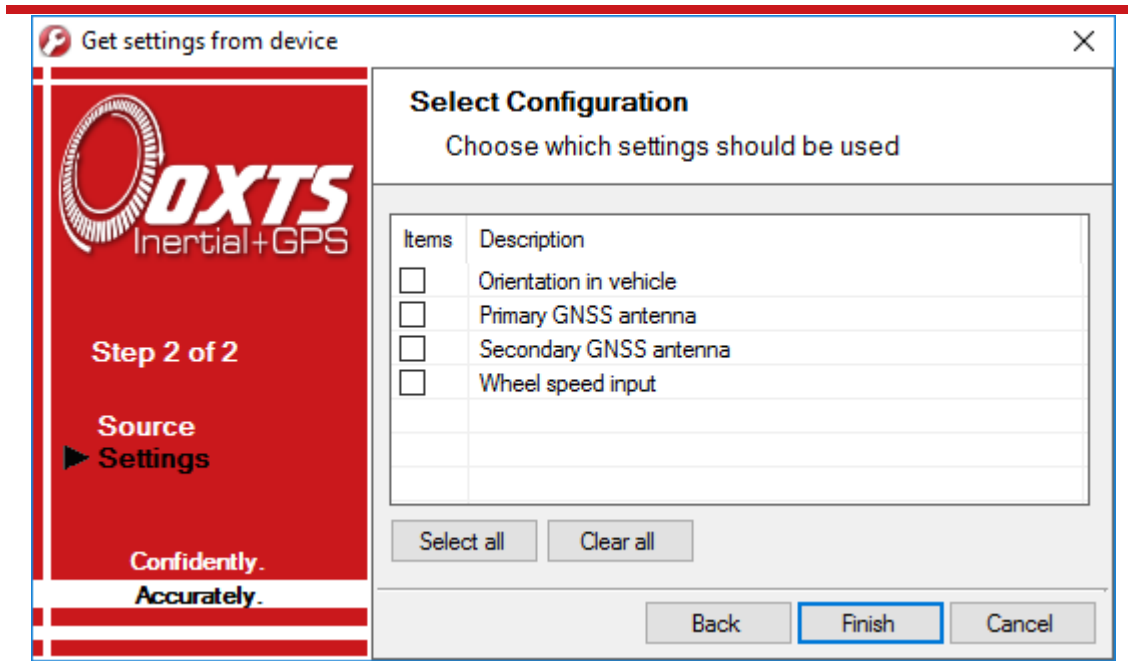 Get settings from device
OXTS
Inertial+GPS
Step 2 of 2
Source
Settings
Confidently.
Accurately.
Select Configuration
Choose which settings should be used
Items Description
Orientation in vehicle
Primary GNSS antenna
Secondary GNSS antenna
Wheel speed input
Select all Clear all
Back Finish Cancel